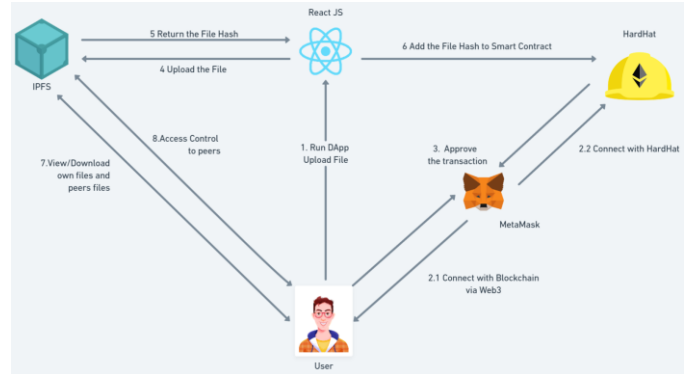 React JS
HardHat
5 Return the File Hash
6 Add the File Hash to Smart Contract
4 Upload the File
IPFS
8.Access Control
to peers
1. Run DApp
Upload File
3. Approve
the transaction
2.2 Connect with HardHat
7.View/Download
own files and
peers files
MetaMask
2.1 Connect with Blockchain
via Web3
User